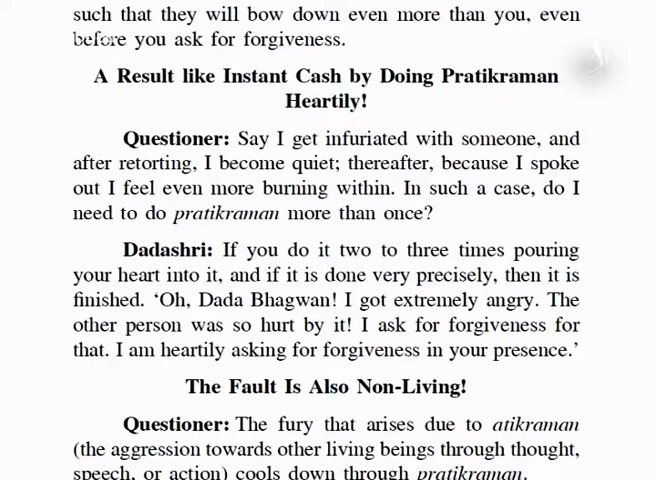 such that they will bow down even more than you, even
before you ask for forgiveness.
A Result like Instant Cash by Doing Pratikraman
Heartily!
Questioner: Say I get infuriated with someone, and
after retorting, I become quiet; thereafter, because I spoke
out I feel even more burning within. In such a case, do I
need to do pratikraman more than once?
Dadashri: If you do it two to three times pouring
your heart into it, and if it is done very precisely, then it is
finished. ‘Oh, Dada Bhagwan! I got extremely angry. The
other person was so hurt by it! I ask for forgiveness for
that. I am heartily asking for forgiveness in your presence.’
The Fault Is Also Non-Living!
Questioner: The fury that arises due to atikraman
(the aggression towards other living beings through thought,
speech, or action) cools down through pratikraman.